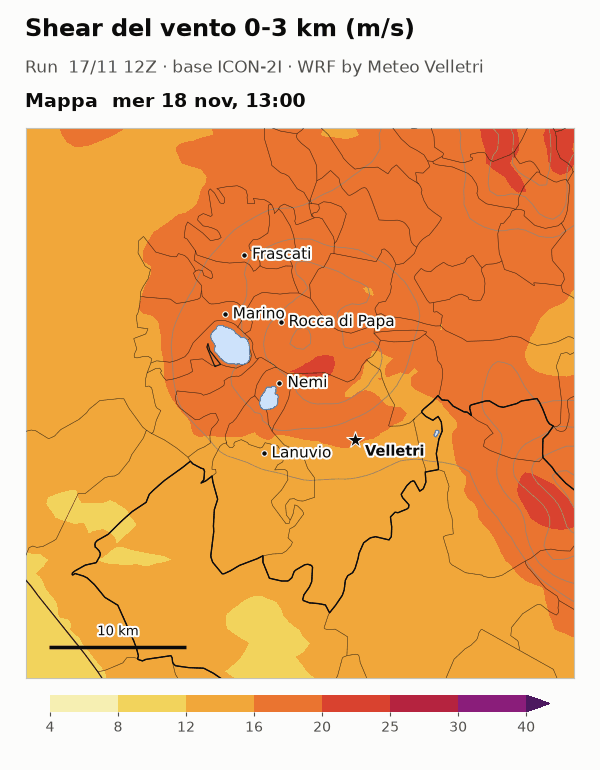 Shear del vento 0-3 km (m/s)
Run  17/11 12Z · base ICON-2I · WRF by Meteo Velletri
Mappa  mer 18 nov, 13:00
Frascati
Marino
Rocca di Papa
Nemi
Velletri
Lanuvio
10 km
4 8 12 16 20 25 30 40